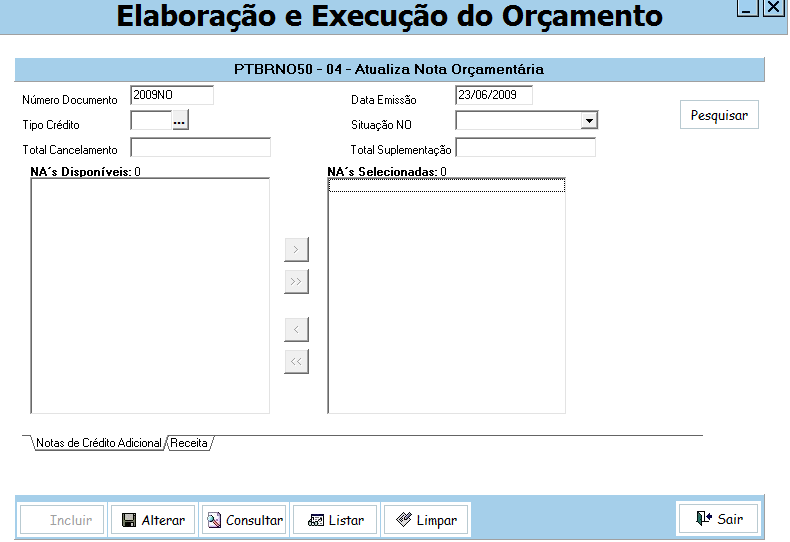 Elaboração e Execução do Orçamento
PTBRNO50 - 04 - Atualiza Nota Orçamentária
Número Documento 2009NO Data Emissão 23/06/2009
Pesquisar
Tipo Crédito ... Situação NO
Total Cancelamento Total Suplementação
NA´s Disponíveis: 0 NA´s Selecionadas: 0
>
>>
<
<<
Notas de Crédito Adicional Receita
Incluir Alterar Consultar Listar Limpar Sair